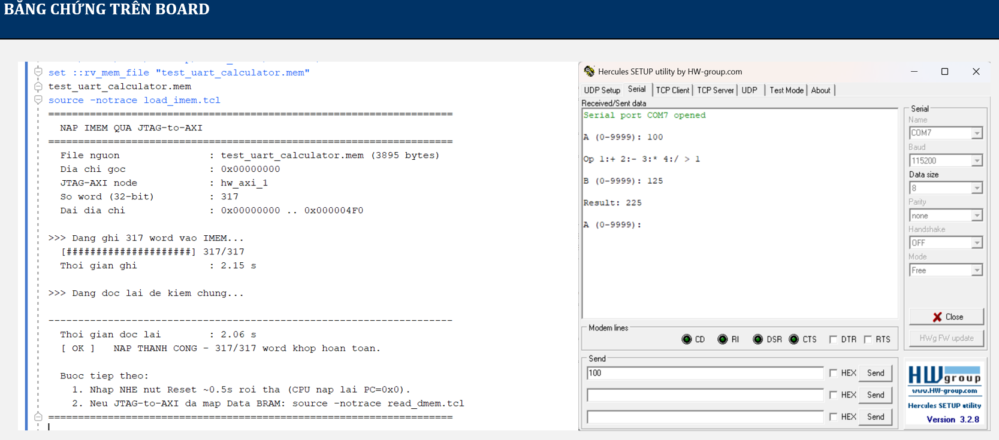 BẰNG CHỨNG TRÊN BOARD
set ::rv_mem_file "test_uart_calculator.mem"
test_uart_calculator.mem
source -notrace load_imem.tcl
====================================================================
NAP IMEM QUA JTAG-to-AXI
====================================================================
File nguon : test_uart_calculator.mem (3895 bytes)
Dia chi goc : 0x00000000
JTAG-AXI node : hw_axi_1
So word (32-bit) : 317
Dai dia chi : 0x00000000 .. 0x000004F0
>>> Dang ghi 317 word vao IMEM...
[#####################] 317/317
Thoi gian ghi : 2.15 s
>>> Dang doc lai de kiem chung...
--------------------------------------------------------------------
Thoi gian doc lai : 2.06 s
[ OK ] NAP THANH CONG - 317/317 word khop hoan toan.
Buoc tiep theo:
1. Nhap NHE nut Reset ~0.5s roi tha (CPU nap lai PC=0x0).
2. Neu JTAG-to-AXI da map Data BRAM: source -notrace read_dmem.tcl
====================================================================
Hercules SETUP utility by HW-group.com
UDP Setup Serial TCP Client TCP Server UDP Test Mode About
Received/Sent data
Serial port COM7 opened
A (0-9999): 100
Op 1:+ 2:- 3:* 4:/ > 1
B (0-9999): 125
Result: 225
A (0-9999):
Modem lines
CD RI DSR CTS DTR RTS
Send
100 HEX Send
HEX Send
HEX Send
Serial
Name
COM7
Baud
115200
Data size
8
Parity
none
Handshake
OFF
Mode
Free
Close
HWg FW update
HWgroup
www.HW-group.com
Hercules SETUP utility
Version 3.2.8